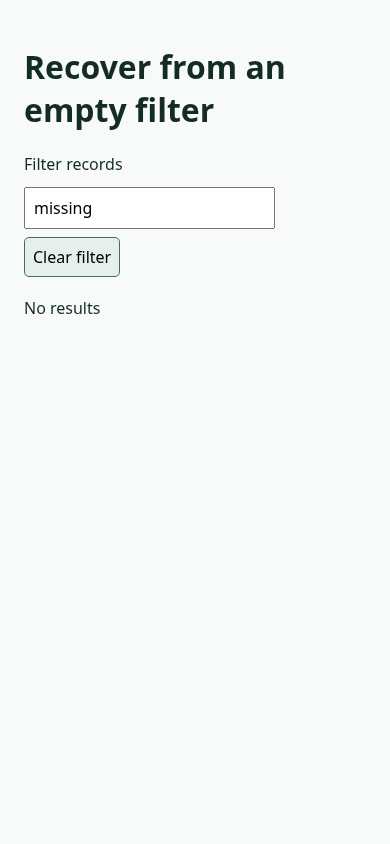 Recover from an
empty filter
Filter records
missing
Clear filter
No results